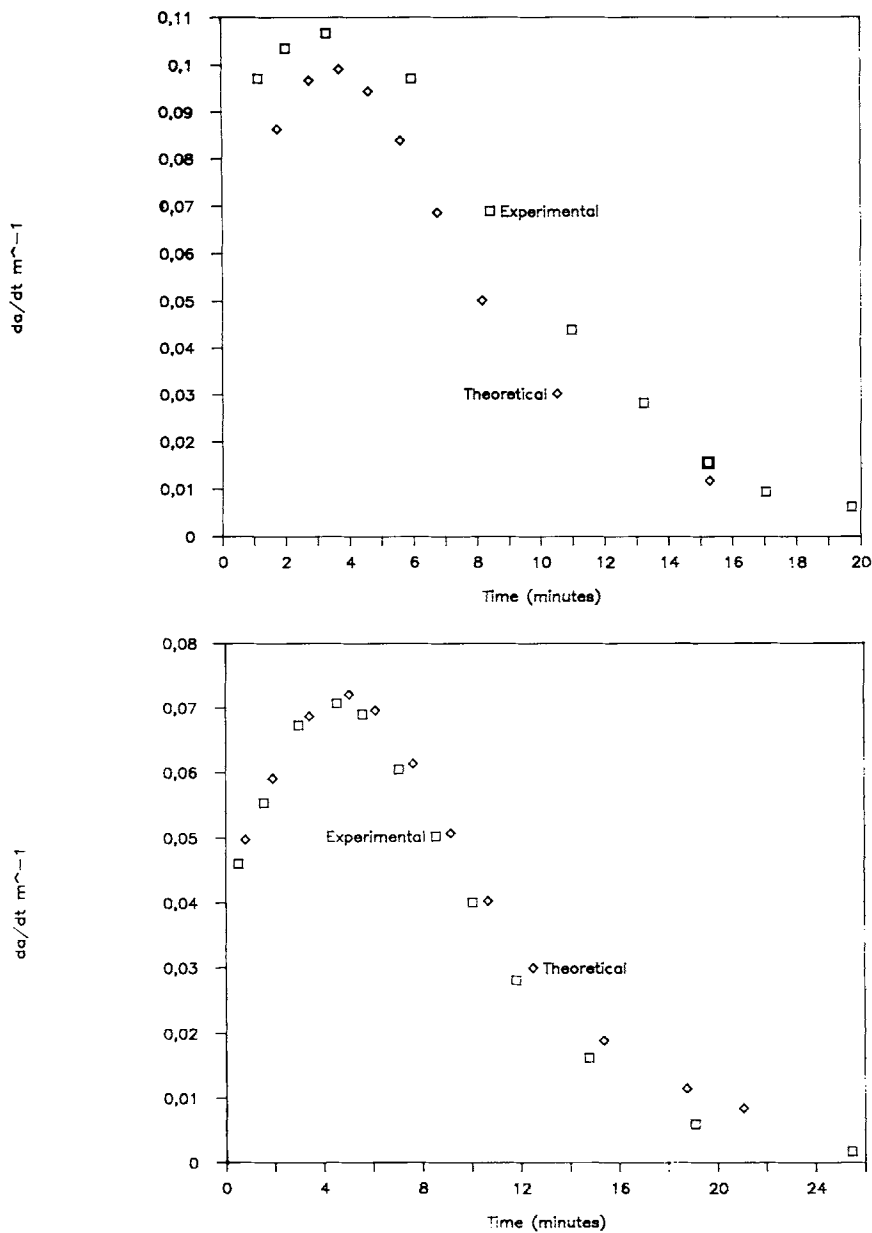 0,11
0,1
0,09
0,08
0,07
0,06
0,05
0,04
0,03
0,02
0,01
0
da/dt m^-1
Experimental
Theoretical
0 2 4 6 8 10 12 14 16 18 20
Time (minutes)
0,08
0,07
0,06
0,05
0,04
0,03
0,02
0,01
0
da/dt m^-1
Experimental
Theoretical
0 4 8 12 16 20 24
Time (minutes)